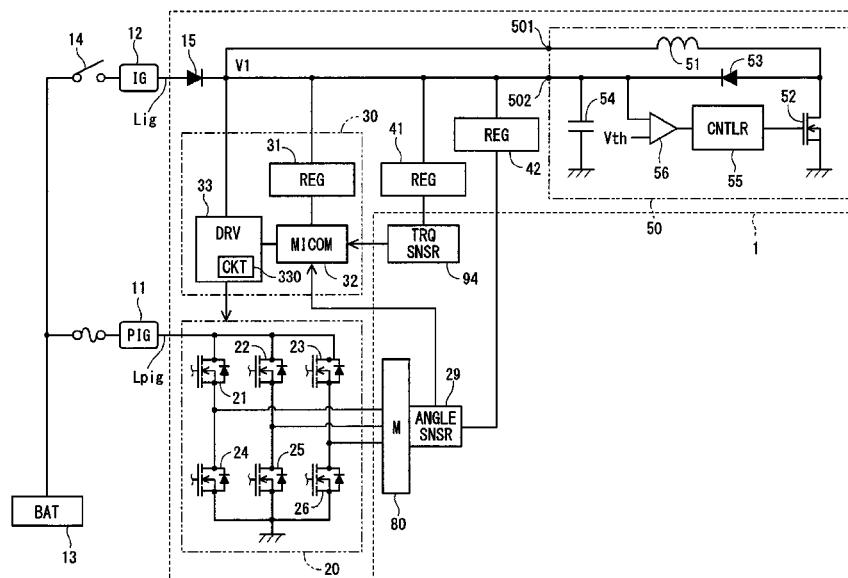 14
12
IG
Lig
15
V1
501
51
53
502
54
Vth
56
CNTLR
55
52
50
1
30
31
REG
41
REG
REG
42
33
DRV
CKT
330
MICOM
32
TRQ
SNSR
94
11
PIG
Lpig
21
22
23
24
25
26
20
M
80
29
ANGLE
SNSR
BAT
13